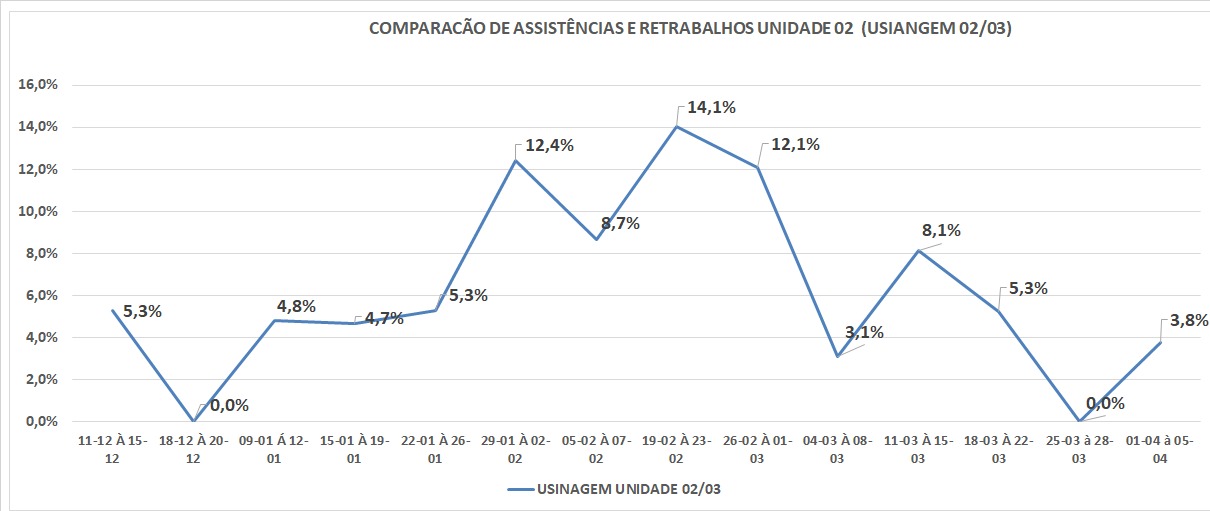 COMPARACÃO DE ASSISTÊNCIAS E RETRABALHOS UNIDADE 02 (USIANGEM 02/03)
16,0%
14,0%
12,0%
10,0%
8,0%
6,0%
4,0%
2,0%
0,0%
5,3%
0,0%
4,8%
4,7%
5,3%
12,4%
8,7%
14,1%
12,1%
3,1%
8,1%
5,3%
0,0%
3,8%
11-12 À 15-12
18-12 À 20-12
09-01 Á 12-01
15-01 À 19-01
22-01 À 26-01
29-01 À 02-02
05-02 À 07-02
19-02 À 23-02
26-02 À 01-03
04-03 À 08-03
11-03 À 15-03
18-03 À 22-03
25-03 à 28-03
01-04 à 05-04
USINAGEM UNIDADE 02/03